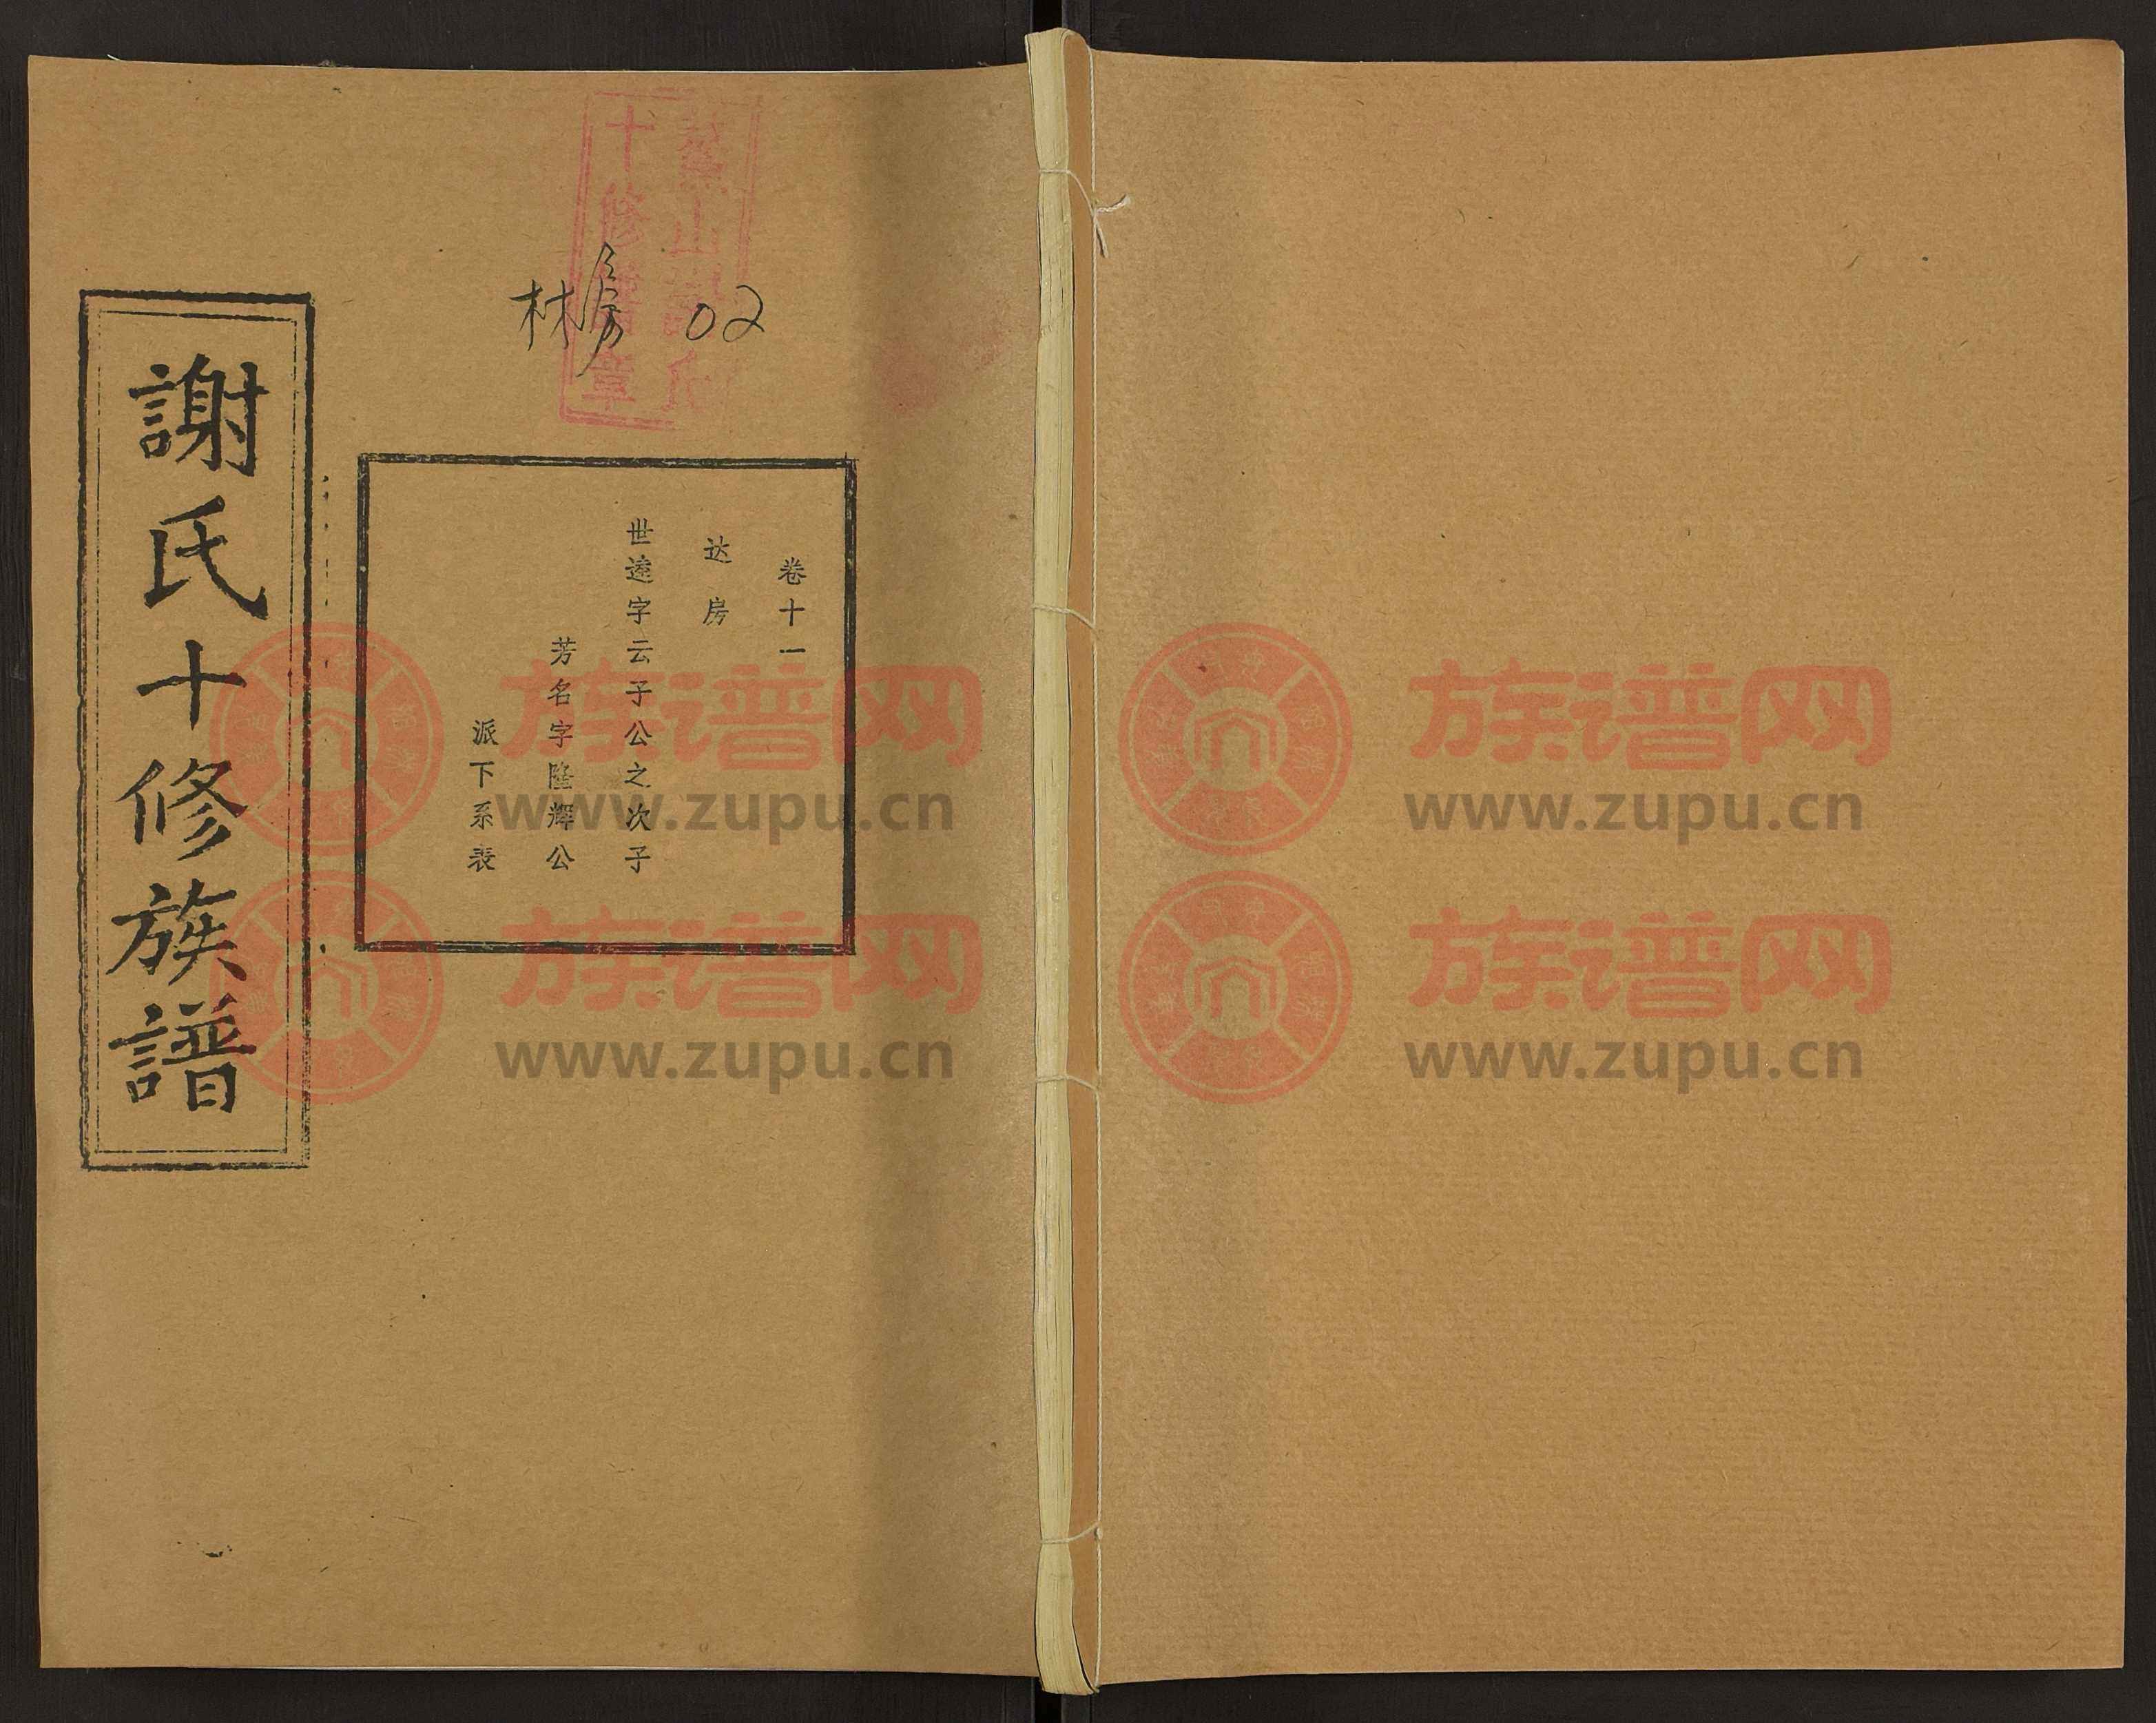 謝氏十修族譜
卷十一
达房
世逵字云子公之次子
芳名字隆輝公
派下系表
十修譜章
林房 02
族谱网
www.zupu.cn
族谱网
www.zupu.cn
族谱网
www.zupu.cn
族谱网
www.zupu.cn